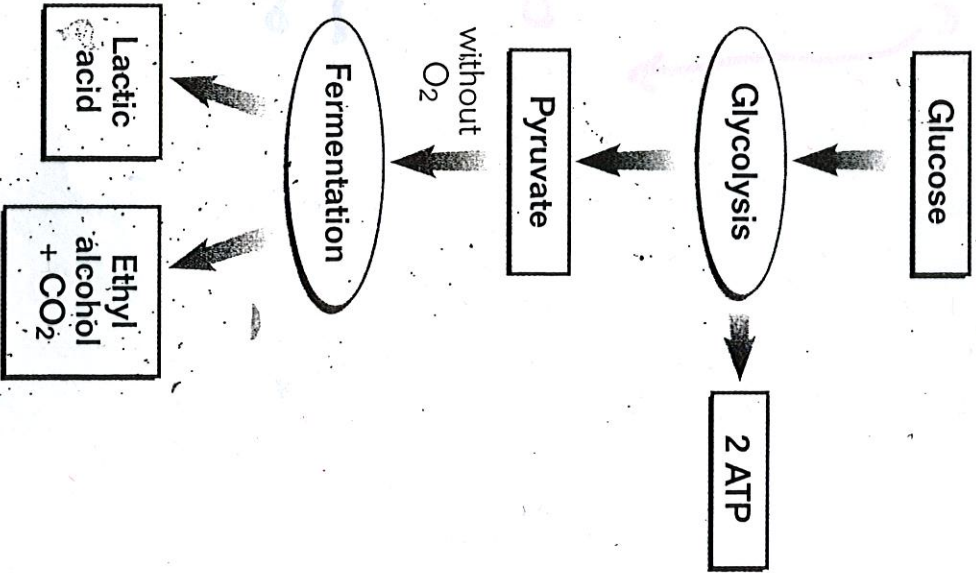 Glucose
Glycolysis
2 ATP
Pyruvate
without
O₂
Fermentation
Lactic
acid
Ethyl
alcohol
+ CO₂